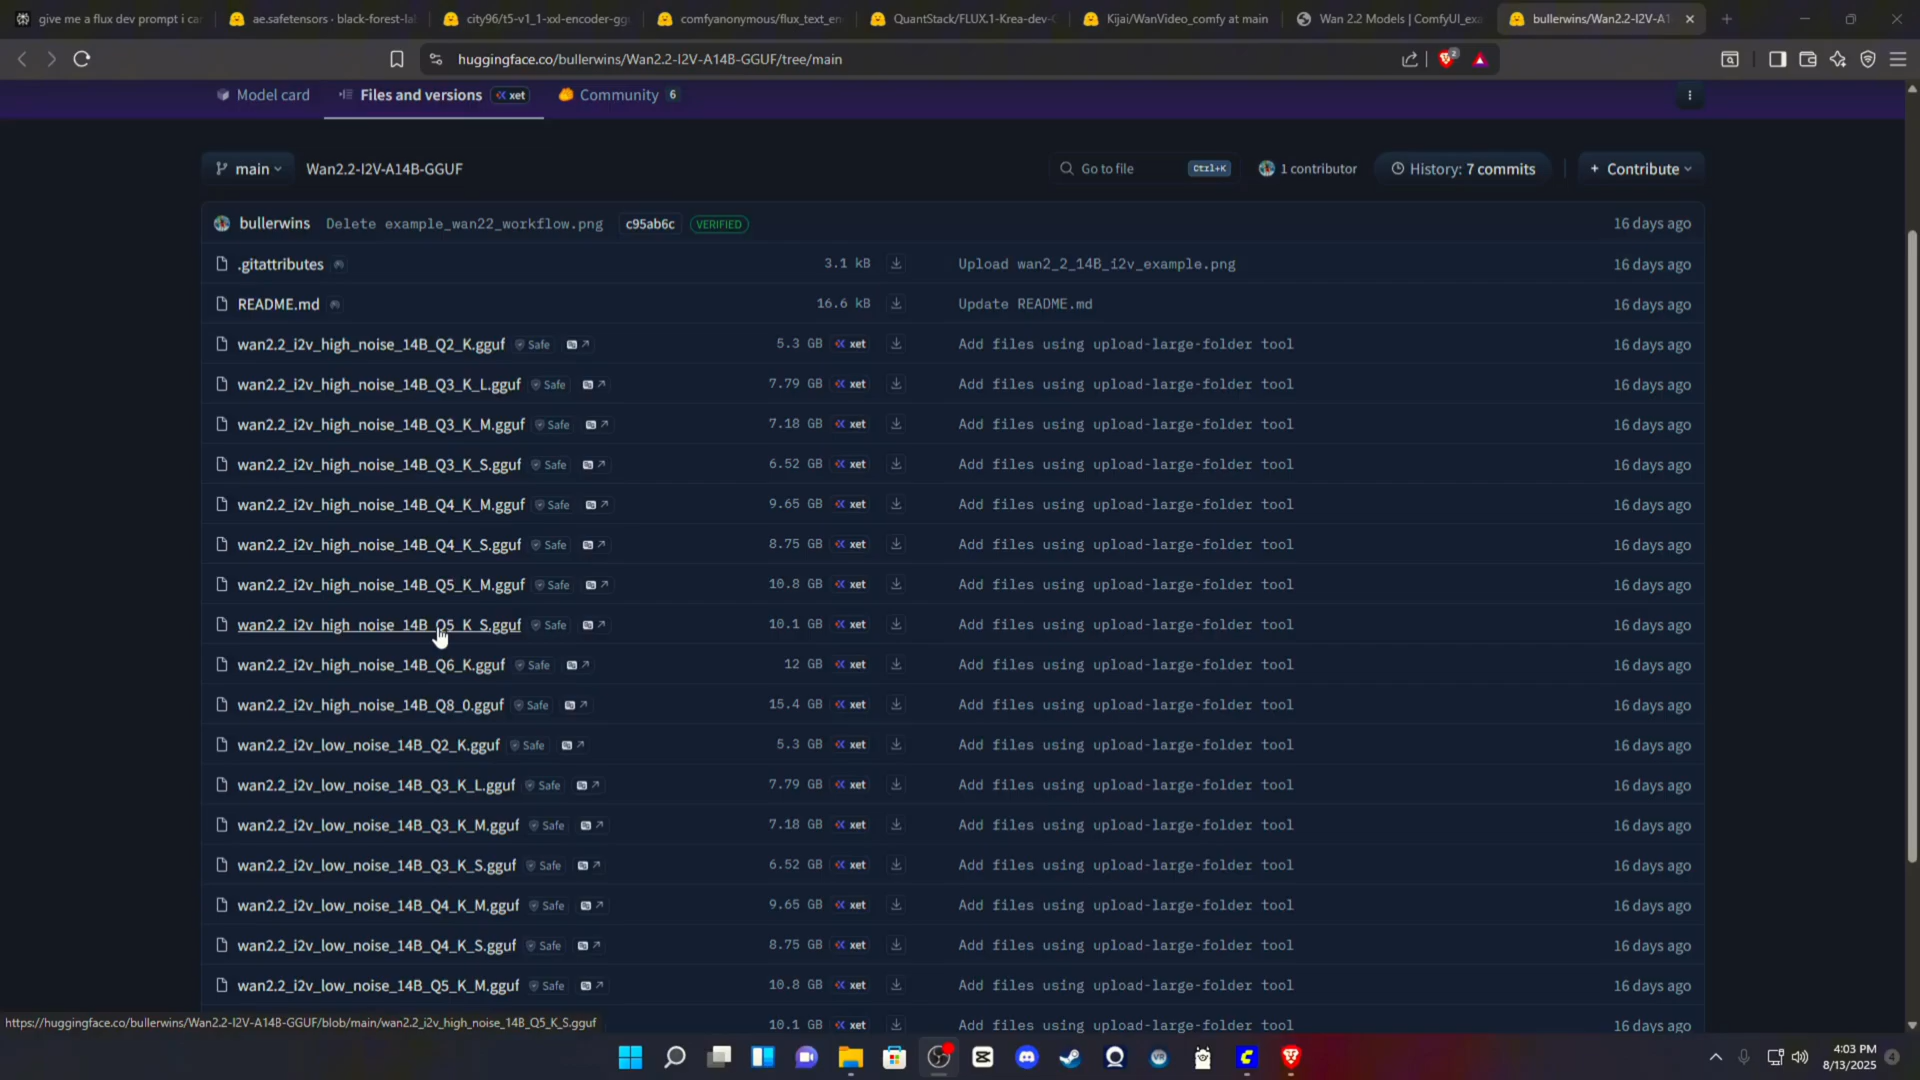 give me a flux dev prompt i ca
ae.safetensors · black-forest-la
city96/t5-v1_1-xxl-encoder-gg
comfyanonymous/flux_text_en
QuantStack/FLUX.1-Krea-dev-
Kijai/WanVideo_comfy at main
Wan 2.2 Models | ComfyUI_exa
bullerwins/Wan2.2-I2V-A1
huggingface.co/bullerwins/Wan2.2-I2V-A14B-GGUF/tree/main
2
Model card
Files and versions xet
Community 6
main
Wan2.2-I2V-A14B-GGUF
Go to file Ctrl+K
1 contributor
History: 7 commits
+ Contribute
bullerwins Delete example_wan22_workflow.png c95ab6c VERIFIED 16 days ago
.gitattributes 3.1 kB Upload wan2_2_14B_i2v_example.png 16 days ago
README.md 16.6 kB Update README.md 16 days ago
wan2.2_i2v_high_noise_14B_Q2_K.gguf Safe 5.3 GB xet Add files using upload-large-folder tool 16 days ago
wan2.2_i2v_high_noise_14B_Q3_K_L.gguf Safe 7.79 GB xet Add files using upload-large-folder tool 16 days ago
wan2.2_i2v_high_noise_14B_Q3_K_M.gguf Safe 7.18 GB xet Add files using upload-large-folder tool 16 days ago
wan2.2_i2v_high_noise_14B_Q3_K_S.gguf Safe 6.52 GB xet Add files using upload-large-folder tool 16 days ago
wan2.2_i2v_high_noise_14B_Q4_K_M.gguf Safe 9.65 GB xet Add files using upload-large-folder tool 16 days ago
wan2.2_i2v_high_noise_14B_Q4_K_S.gguf Safe 8.75 GB xet Add files using upload-large-folder tool 16 days ago
wan2.2_i2v_high_noise_14B_Q5_K_M.gguf Safe 10.8 GB xet Add files using upload-large-folder tool 16 days ago
wan2.2_i2v_high_noise_14B_Q5_K_S.gguf Safe 10.1 GB xet Add files using upload-large-folder tool 16 days ago
wan2.2_i2v_high_noise_14B_Q6_K.gguf Safe 12 GB xet Add files using upload-large-folder tool 16 days ago
wan2.2_i2v_high_noise_14B_Q8_0.gguf Safe 15.4 GB xet Add files using upload-large-folder tool 16 days ago
wan2.2_i2v_low_noise_14B_Q2_K.gguf Safe 5.3 GB xet Add files using upload-large-folder tool 16 days ago
wan2.2_i2v_low_noise_14B_Q3_K_L.gguf Safe 7.79 GB xet Add files using upload-large-folder tool 16 days ago
wan2.2_i2v_low_noise_14B_Q3_K_M.gguf Safe 7.18 GB xet Add files using upload-large-folder tool 16 days ago
wan2.2_i2v_low_noise_14B_Q3_K_S.gguf Safe 6.52 GB xet Add files using upload-large-folder tool 16 days ago
wan2.2_i2v_low_noise_14B_Q4_K_M.gguf Safe 9.65 GB xet Add files using upload-large-folder tool 16 days ago
wan2.2_i2v_low_noise_14B_Q4_K_S.gguf Safe 8.75 GB xet Add files using upload-large-folder tool 16 days ago
wan2.2_i2v_low_noise_14B_Q5_K_M.gguf Safe 10.8 GB xet Add files using upload-large-folder tool 16 days ago
10.1 GB xet Add files using upload-large-folder tool 16 days ago
https://huggingface.co/bullerwins/Wan2.2-I2V-A14B-GGUF/blob/main/wan2.2_i2v_high_noise_14B_Q5_K_S.gguf
4:03 PM
8/13/2025
4